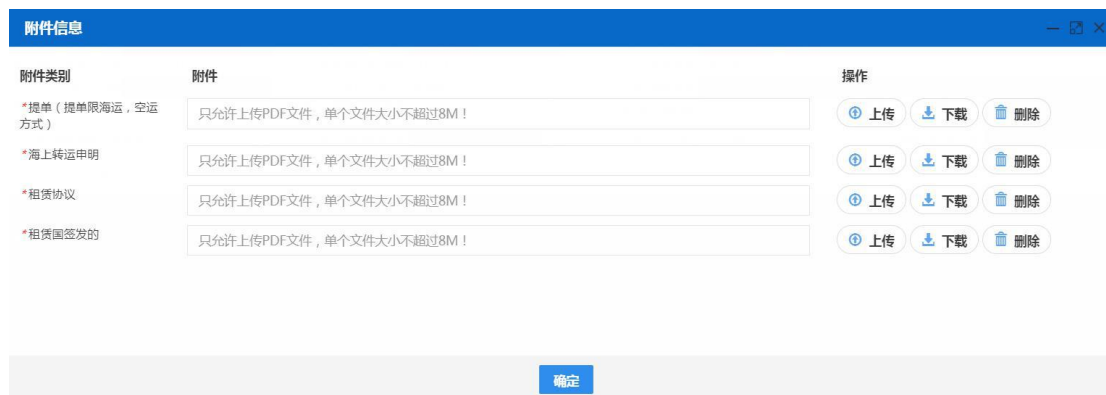 附件信息
附件类别 附件 操作
*提单（提单限海运，空运
方式）
只允许上传PDF文件，单个文件大小不超过8M！ 上传 下载 删除
*海上转运申明 只允许上传PDF文件，单个文件大小不超过8M！ 上传 下载 删除
*租赁协议 只允许上传PDF文件，单个文件大小不超过8M！ 上传 下载 删除
*租赁国签发的 只允许上传PDF文件，单个文件大小不超过8M！ 上传 下载 删除
确定